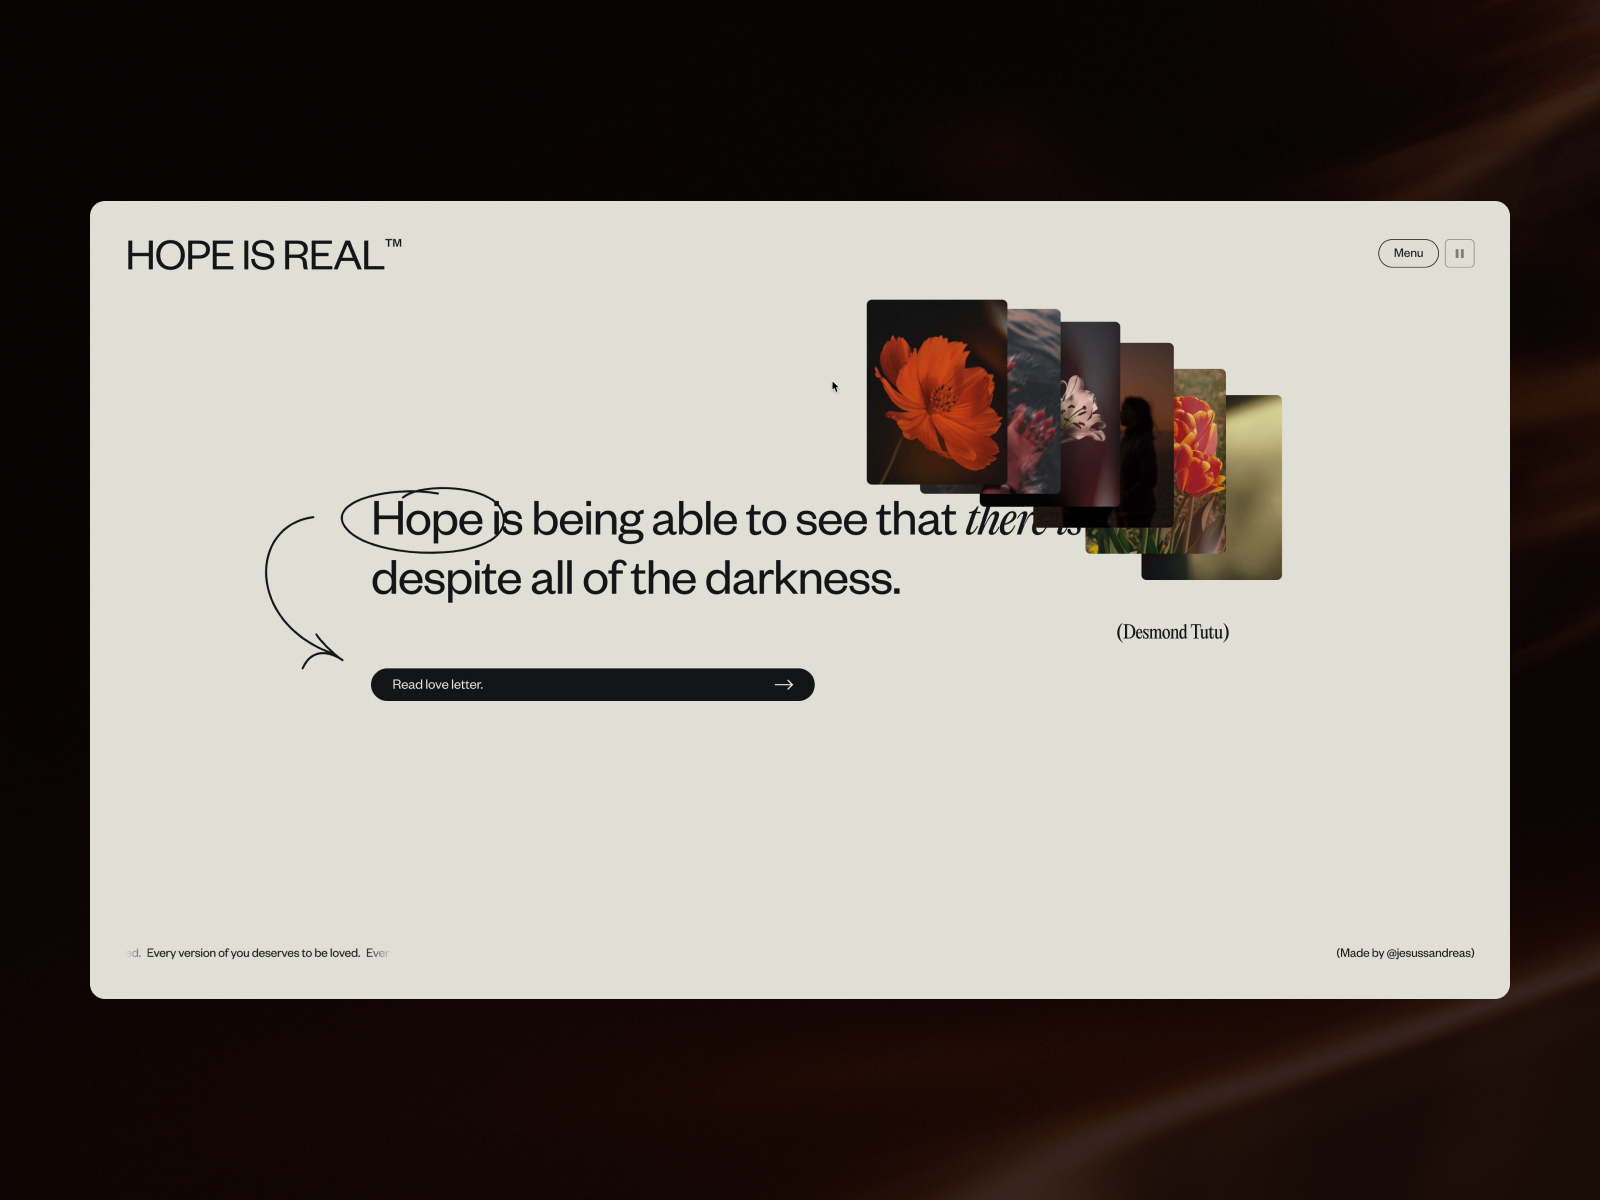 HOPE IS REAL™
Menu
Hope is being able to see that there is
despite all of the darkness.
(Desmond Tutu)
Read love letter.
ed. Every version of you deserves to be loved. Ever
(Made by @jesussandreas)